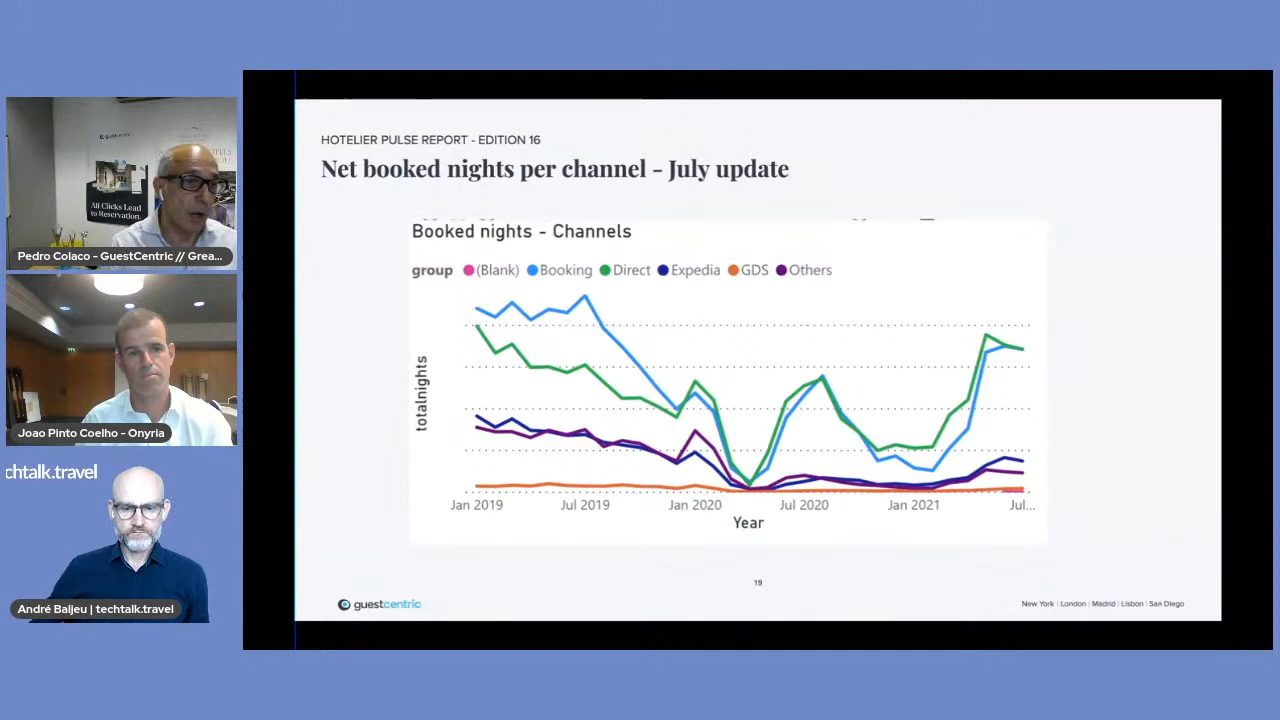 guestcentric
All Clicks Lead
to Reservation.
Pedro Colaco - GuestCentric // Grea...
Joao Pinto Coelho - Onyria
chtalk.travel
André Baljeu | techtalk.travel
HOTELIER PULSE REPORT - EDITION 16
Net booked nights per channel - July update
Booked nights - Channels
group (Blank) Booking Direct Expedia GDS Others
totalnights
Jan 2019 Jul 2019 Jan 2020 Jul 2020 Jan 2021 Jul...
Year
19
guestcentric
New York | London | Madrid | Lisbon | San Diego